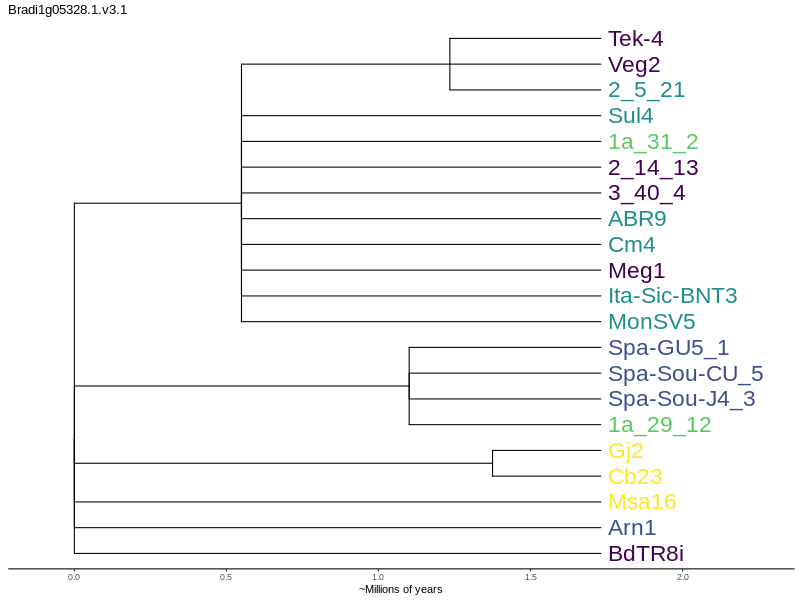 Bradi1g05328.1.v3.1
Tek-4
Veg2
2_5_21
Sul4
1a_31_2
2_14_13
3_40_4
ABR9
Cm4
Meg1
Ita-Sic-BNT3
MonSV5
Spa-GU5_1
Spa-Sou-CU_5
Spa-Sou-J4_3
1a_29_12
Gj2
Cb23
Msa16
Arn1
BdTR8i
0.0 0.5 1.0 1.5 2.0
~Millions of years